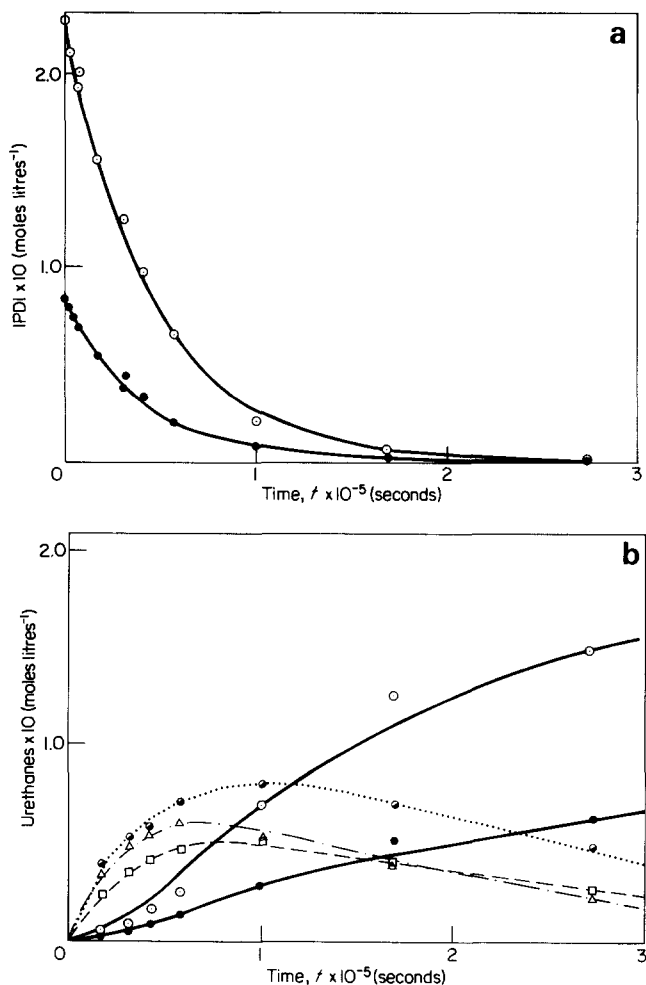 a
2.0
1.0
0
IPDI x 10 (moles litres⁻¹)
0 1 2 3
Time, t x 10⁻⁵ (seconds)
b
2.0
1.0
Urethanes x 10 (moles litres⁻¹)
0 1 2 3
Time, t x 10⁻⁵ (seconds)